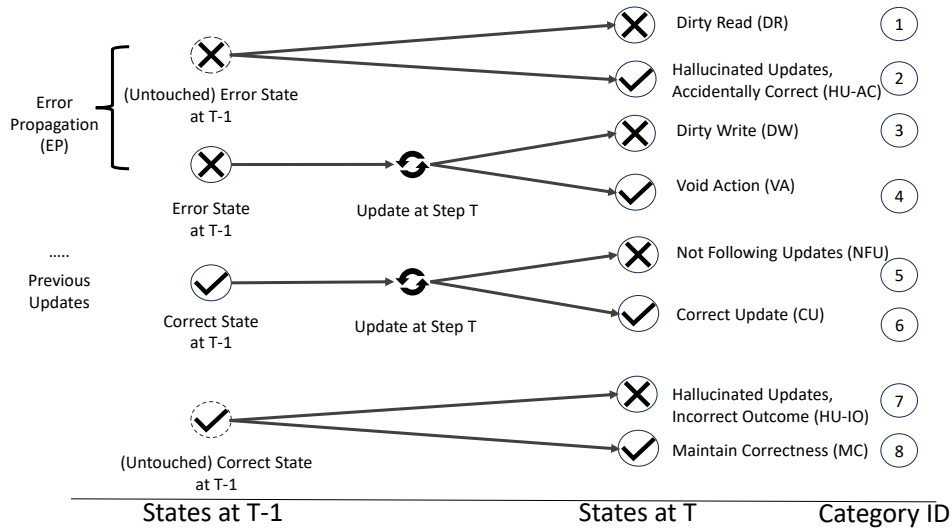 Dirty Read (DR)
1
Hallucinated Updates,
Accidentally Correct (HU-AC)
2
(Untouched) Error State
at T-1
Error
Propagation
(EP)
Dirty Write (DW)
3
Void Action (VA)
4
Error State
at T-1
Update at Step T
.....
Previous
Updates
Not Following Updates (NFU)
5
Correct Update (CU)
6
Correct State
at T-1
Update at Step T
Hallucinated Updates,
Incorrect Outcome (HU-IO)
7
Maintain Correctness (MC)
8
(Untouched) Correct State
at T-1
States at T-1
States at T
Category ID